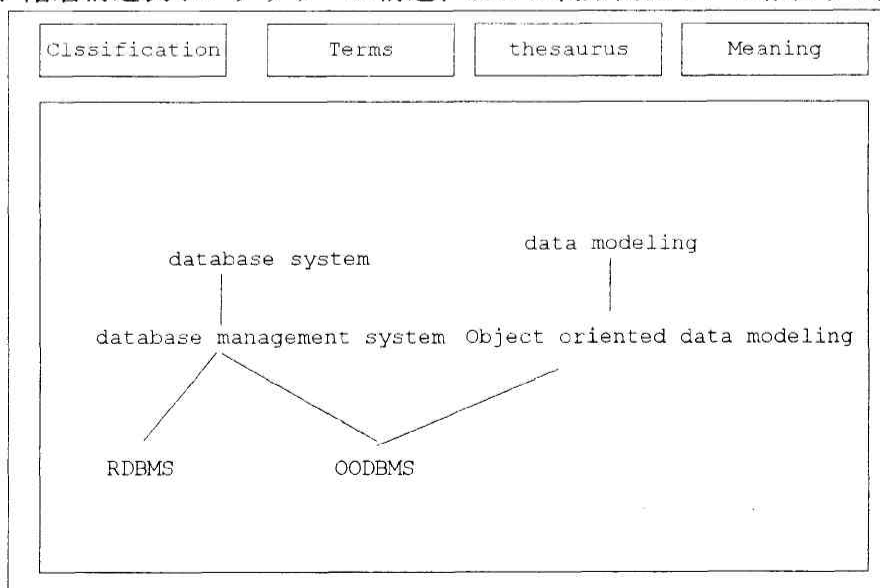 Clssification
Terms
thesaurus
Meaning
data modeling
database system
database management system
Object oriented data modeling
RDBMS
OODBMS